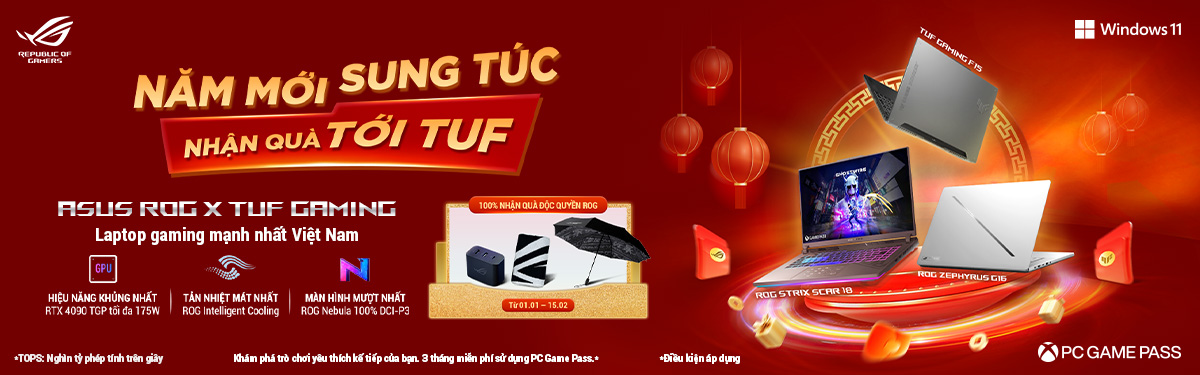 REPUBLIC OF
GAMERS
NĂM MỚI SUNG TÚC
NHẬN QUÀ TỚI TUF
ASUS ROG X TUF GAMING
Laptop gaming mạnh nhất Việt Nam
GPU
HIỆU NĂNG KHỦNG NHẤT
RTX 4090 TGP tối đa 175W
TẢN NHIỆT MÁT NHẤT
ROG Intelligent Cooling
N
MÀN HÌNH MƯỢT NHẤT
ROG Nebula 100% DCI-P3
100% NHẬN QUÀ ĐỘC QUYỀN ROG
Từ 01.01 – 15.02
Windows 11
TUF GAMING F15
GHOSTWIRE
GAME PASS
ROG STRIX SCAR 18
ROG ZEPHYRUS G16
*TOPS: Nghìn tỷ phép tính trên giây
Khám phá trò chơi yêu thích kế tiếp của bạn. 3 tháng miễn phí sử dụng PC Game Pass.*
*Điều kiện áp dụng
PC GAME PASS